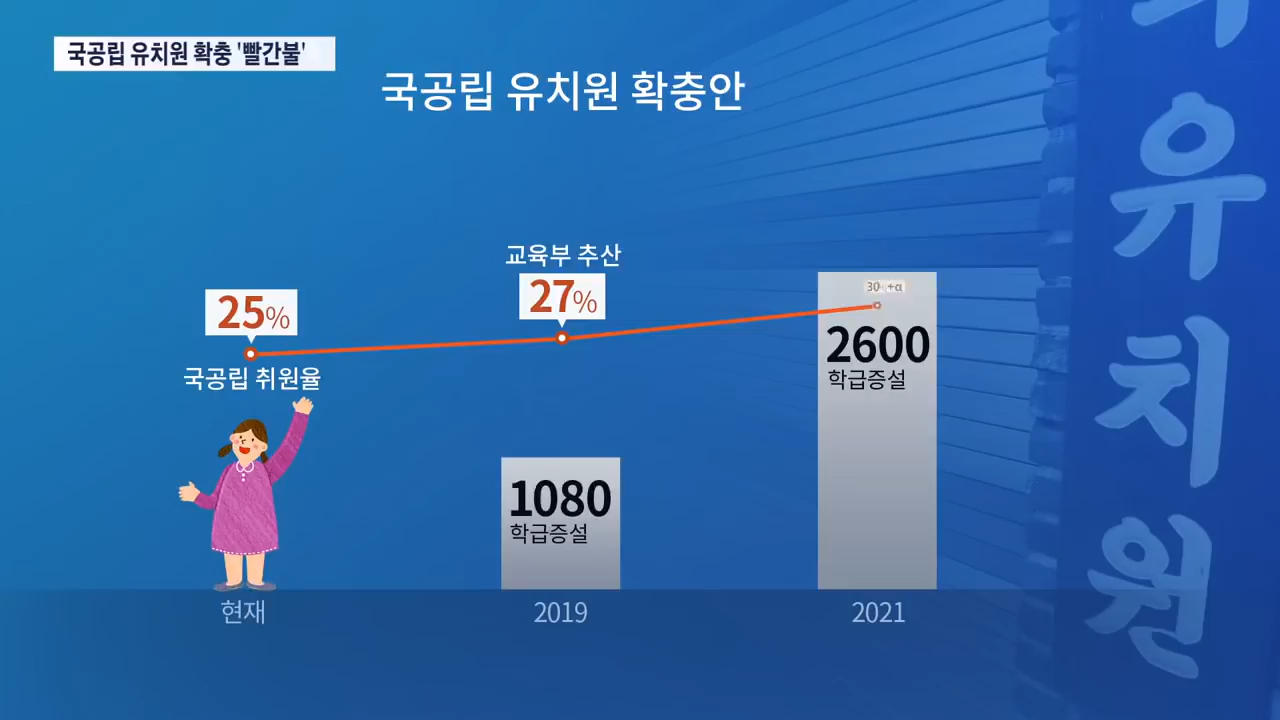 국공립 유치원 확충 '빨간불'
국공립 유치원 확충안
유치원
교육부 추산
25%
27%
30 +α
국공립 취원율
2600
학급증설
1080
학급증설
현재
2019
2021